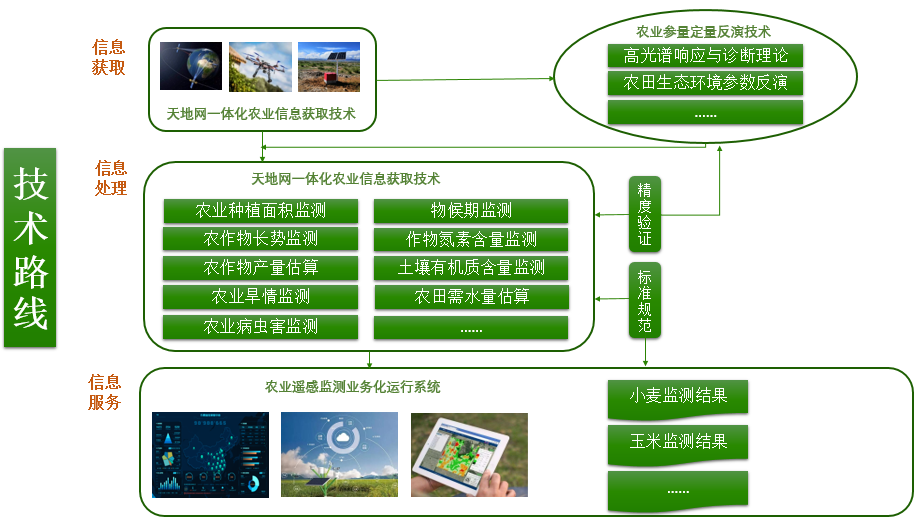 技术路线
信息
获取
天地网一体化农业信息获取技术
农业参量定量反演技术
高光谱响应与诊断理论
农田生态环境参数反演
......
信息
处理
天地网一体化农业信息获取技术
农业种植面积监测
物候期监测
农作物长势监测
作物氮素含量监测
农作物产量估算
土壤有机质含量监测
农业旱情监测
农田需水量估算
农业病虫害监测
......
精度验证
标准规范
信息
服务
农业遥感监测业务化运行系统
小麦监测结果
玉米监测结果
......